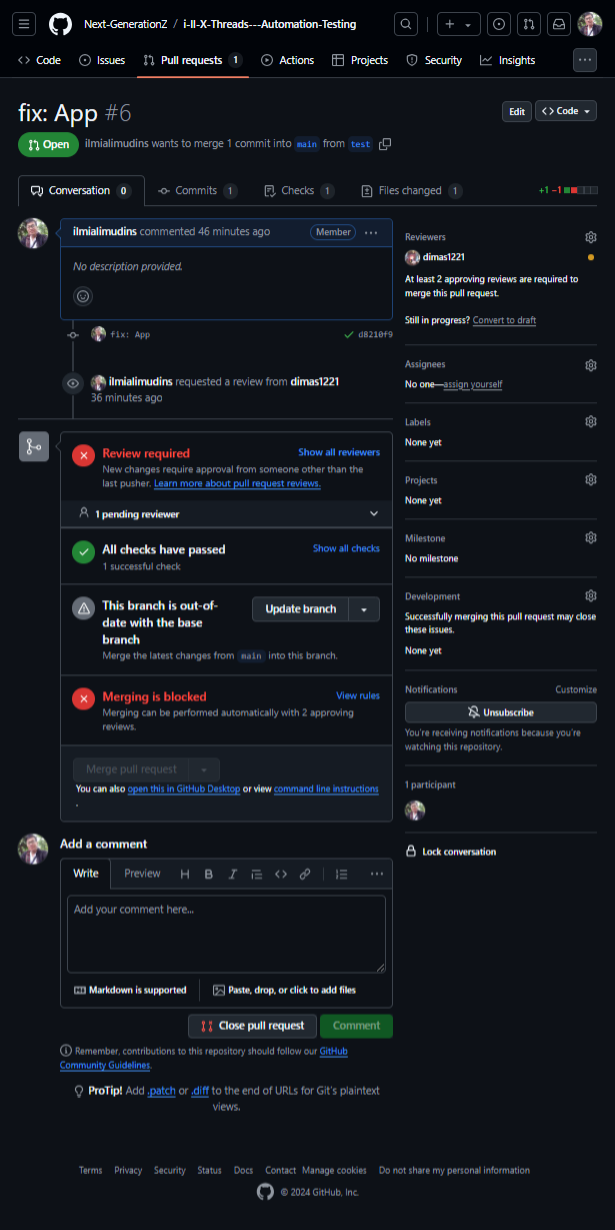 Next-GenerationZ / i-II-X-Threads---Automation-Testing
Code Issues Pull requests 1 Actions Projects Security Insights
fix: App #6
Edit
Code
Open
ilmialimudins wants to merge 1 commit into main from test
Conversation 0
Commits 1
Checks 1
Files changed 1
+1 −1
ilmialimudins commented 46 minutes ago
Member
No description provided.
fix: App
d8210f9
ilmialimudins requested a review from dimas1221
36 minutes ago
Review required
Show all reviewers
New changes require approval from someone other than the
last pusher. Learn more about pull request reviews.
1 pending reviewer
All checks have passed
Show all checks
1 successful check
This branch is out-of-
date with the base
branch
Update branch
Merge the latest changes from main into this branch.
Merging is blocked
View rules
Merging can be performed automatically with 2 approving
reviews.
Merge pull request
You can also open this in GitHub Desktop or view command line instructions
.
Add a comment
Write
Preview
Add your comment here...
Markdown is supported
Paste, drop, or click to add files
Close pull request
Comment
Remember, contributions to this repository should follow our GitHub
Community Guidelines.
ProTip! Add .patch or .diff to the end of URLs for Git's plaintext
views.
Reviewers
dimas1221
At least 2 approving reviews are required to
merge this pull request.
Still in progress? Convert to draft
Assignees
No one—assign yourself
Labels
None yet
Projects
None yet
Milestone
No milestone
Development
Successfully merging this pull request may close
these issues.
None yet
Notifications
Customize
Unsubscribe
You're receiving notifications because you're
watching this repository.
1 participant
Lock conversation
Terms Privacy Security Status Docs Contact Manage cookies Do not share my personal information
© 2024 GitHub, Inc.